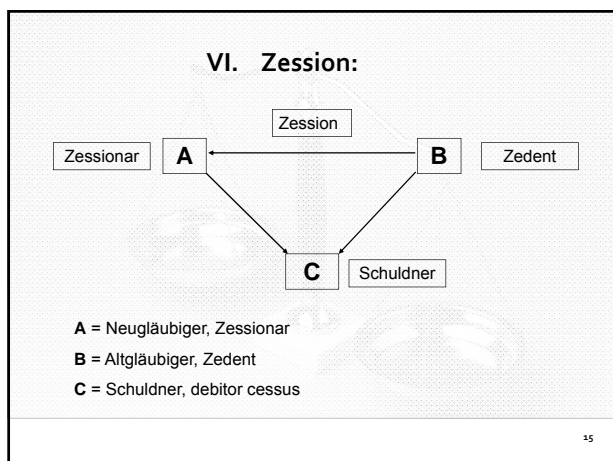 VI. Zession:
Zession
Zessionar
A
B
Zedent
C
Schuldner
A = Neugläubiger, Zessionar
B = Altgläubiger, Zedent
C = Schuldner, debitor cessus
15